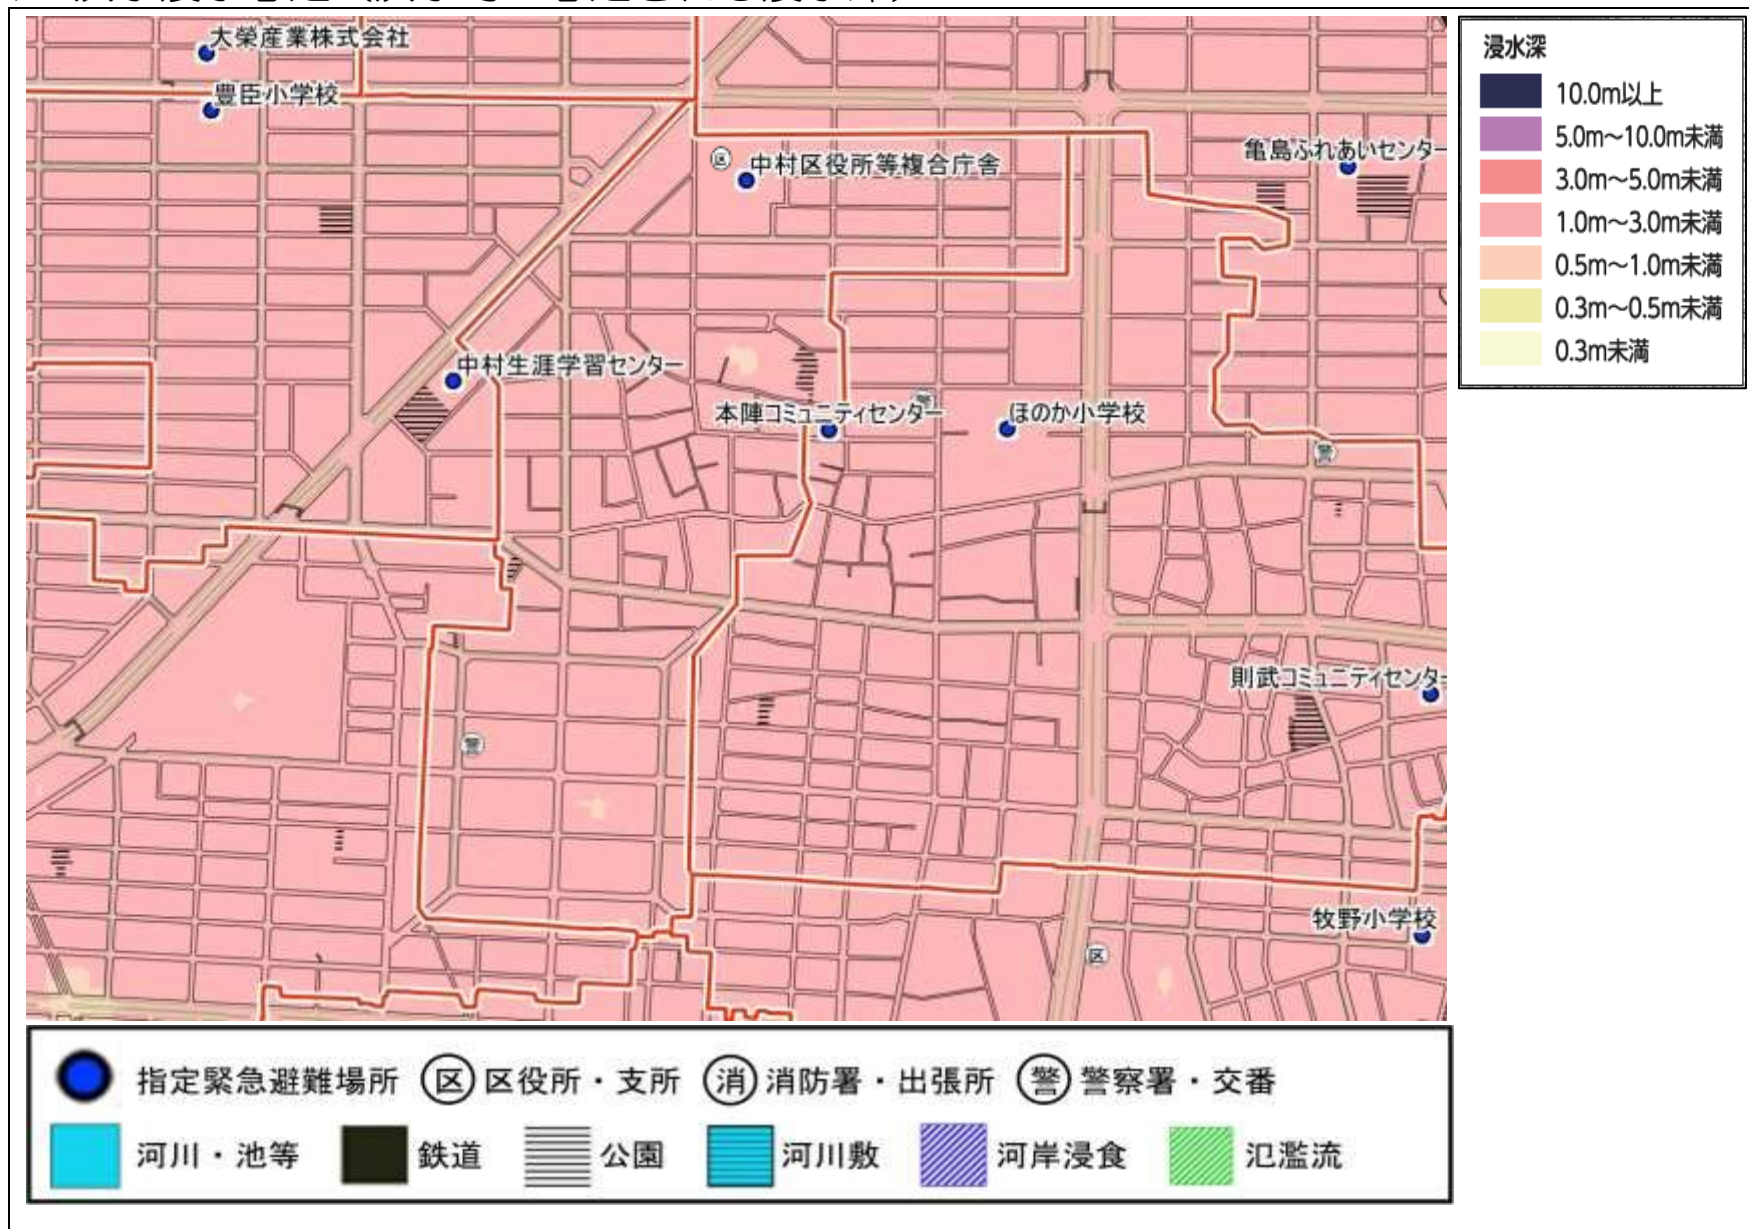 大榮産業株式会社
豊臣小学校
区
中村区役所等複合庁舎
亀島ふれあいセンター
中村生涯学習センター
本陣コミュニティセンター
ほのか小学校
警
則武コミュニティセンター
警
牧野小学校
区
浸水深
10.0m以上
5.0m～10.0m未満
3.0m～5.0m未満
1.0m～3.0m未満
0.5m～1.0m未満
0.3m～0.5m未満
0.3m未満
指定緊急避難場所 区 区役所・支所 消 消防署・出張所 警 警察署・交番
河川・池等 鉄道 公園 河川敷 河岸浸食 氾濫流